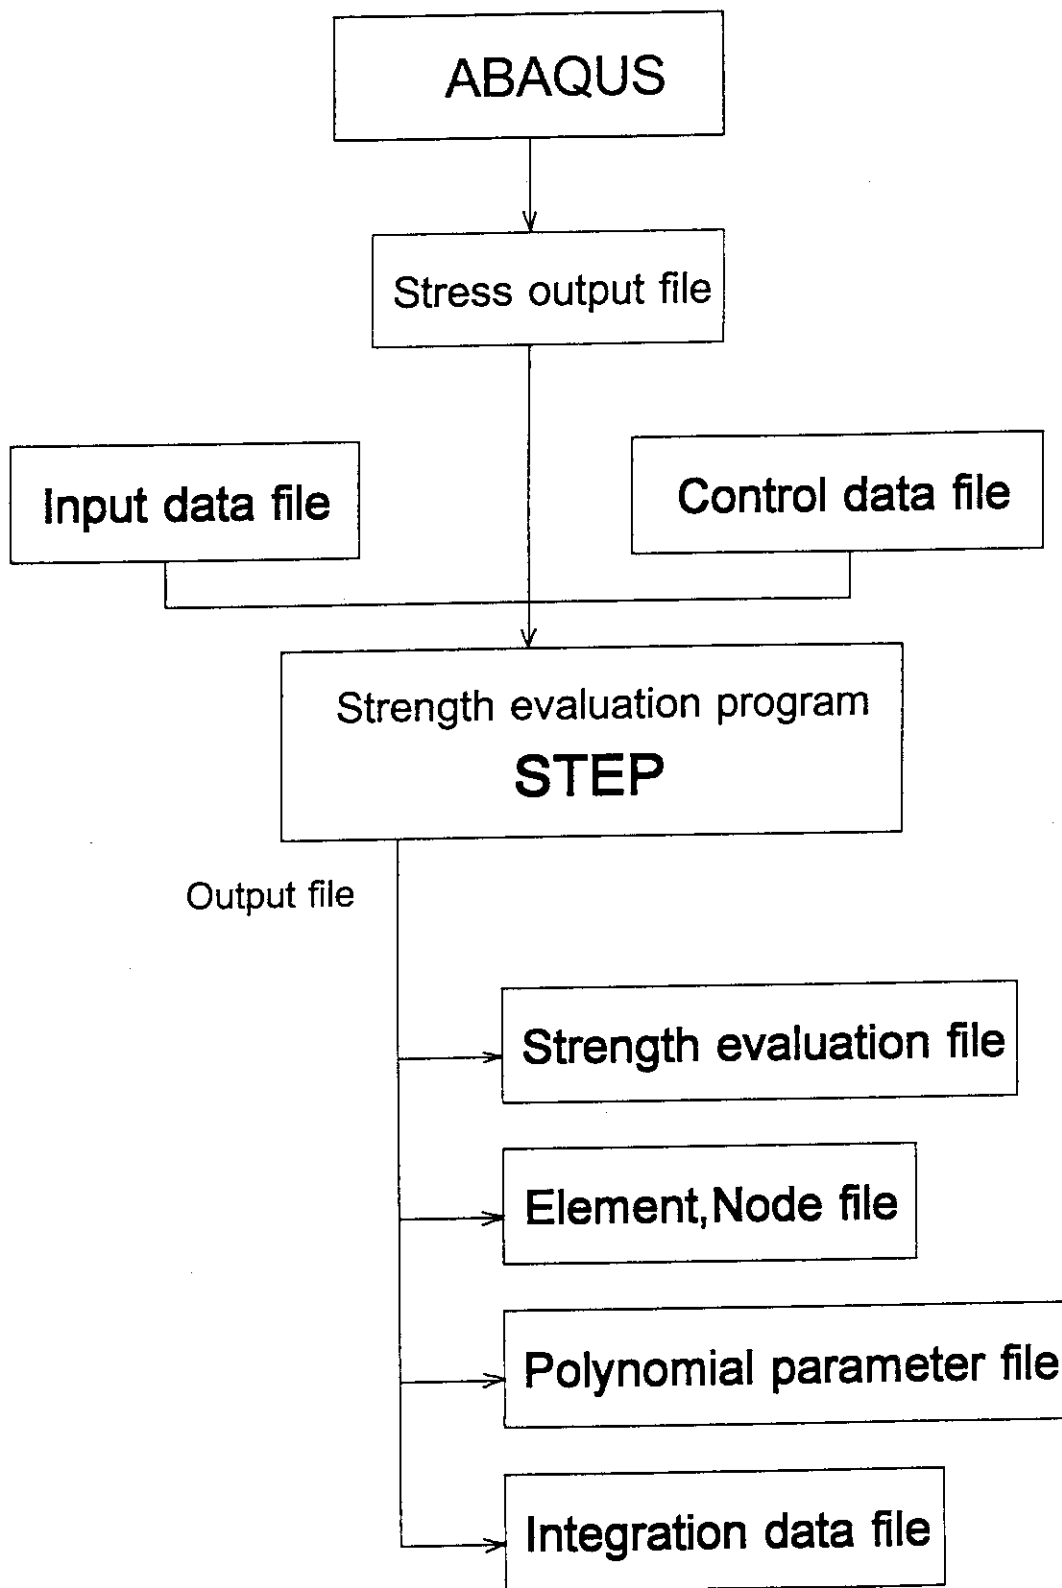 ABAQUS
Stress output file
Input data file
Control data file
Strength evaluation program
STEP
Output file
Strength evaluation file
Element,Node file
Polynomial parameter file
Integration data file